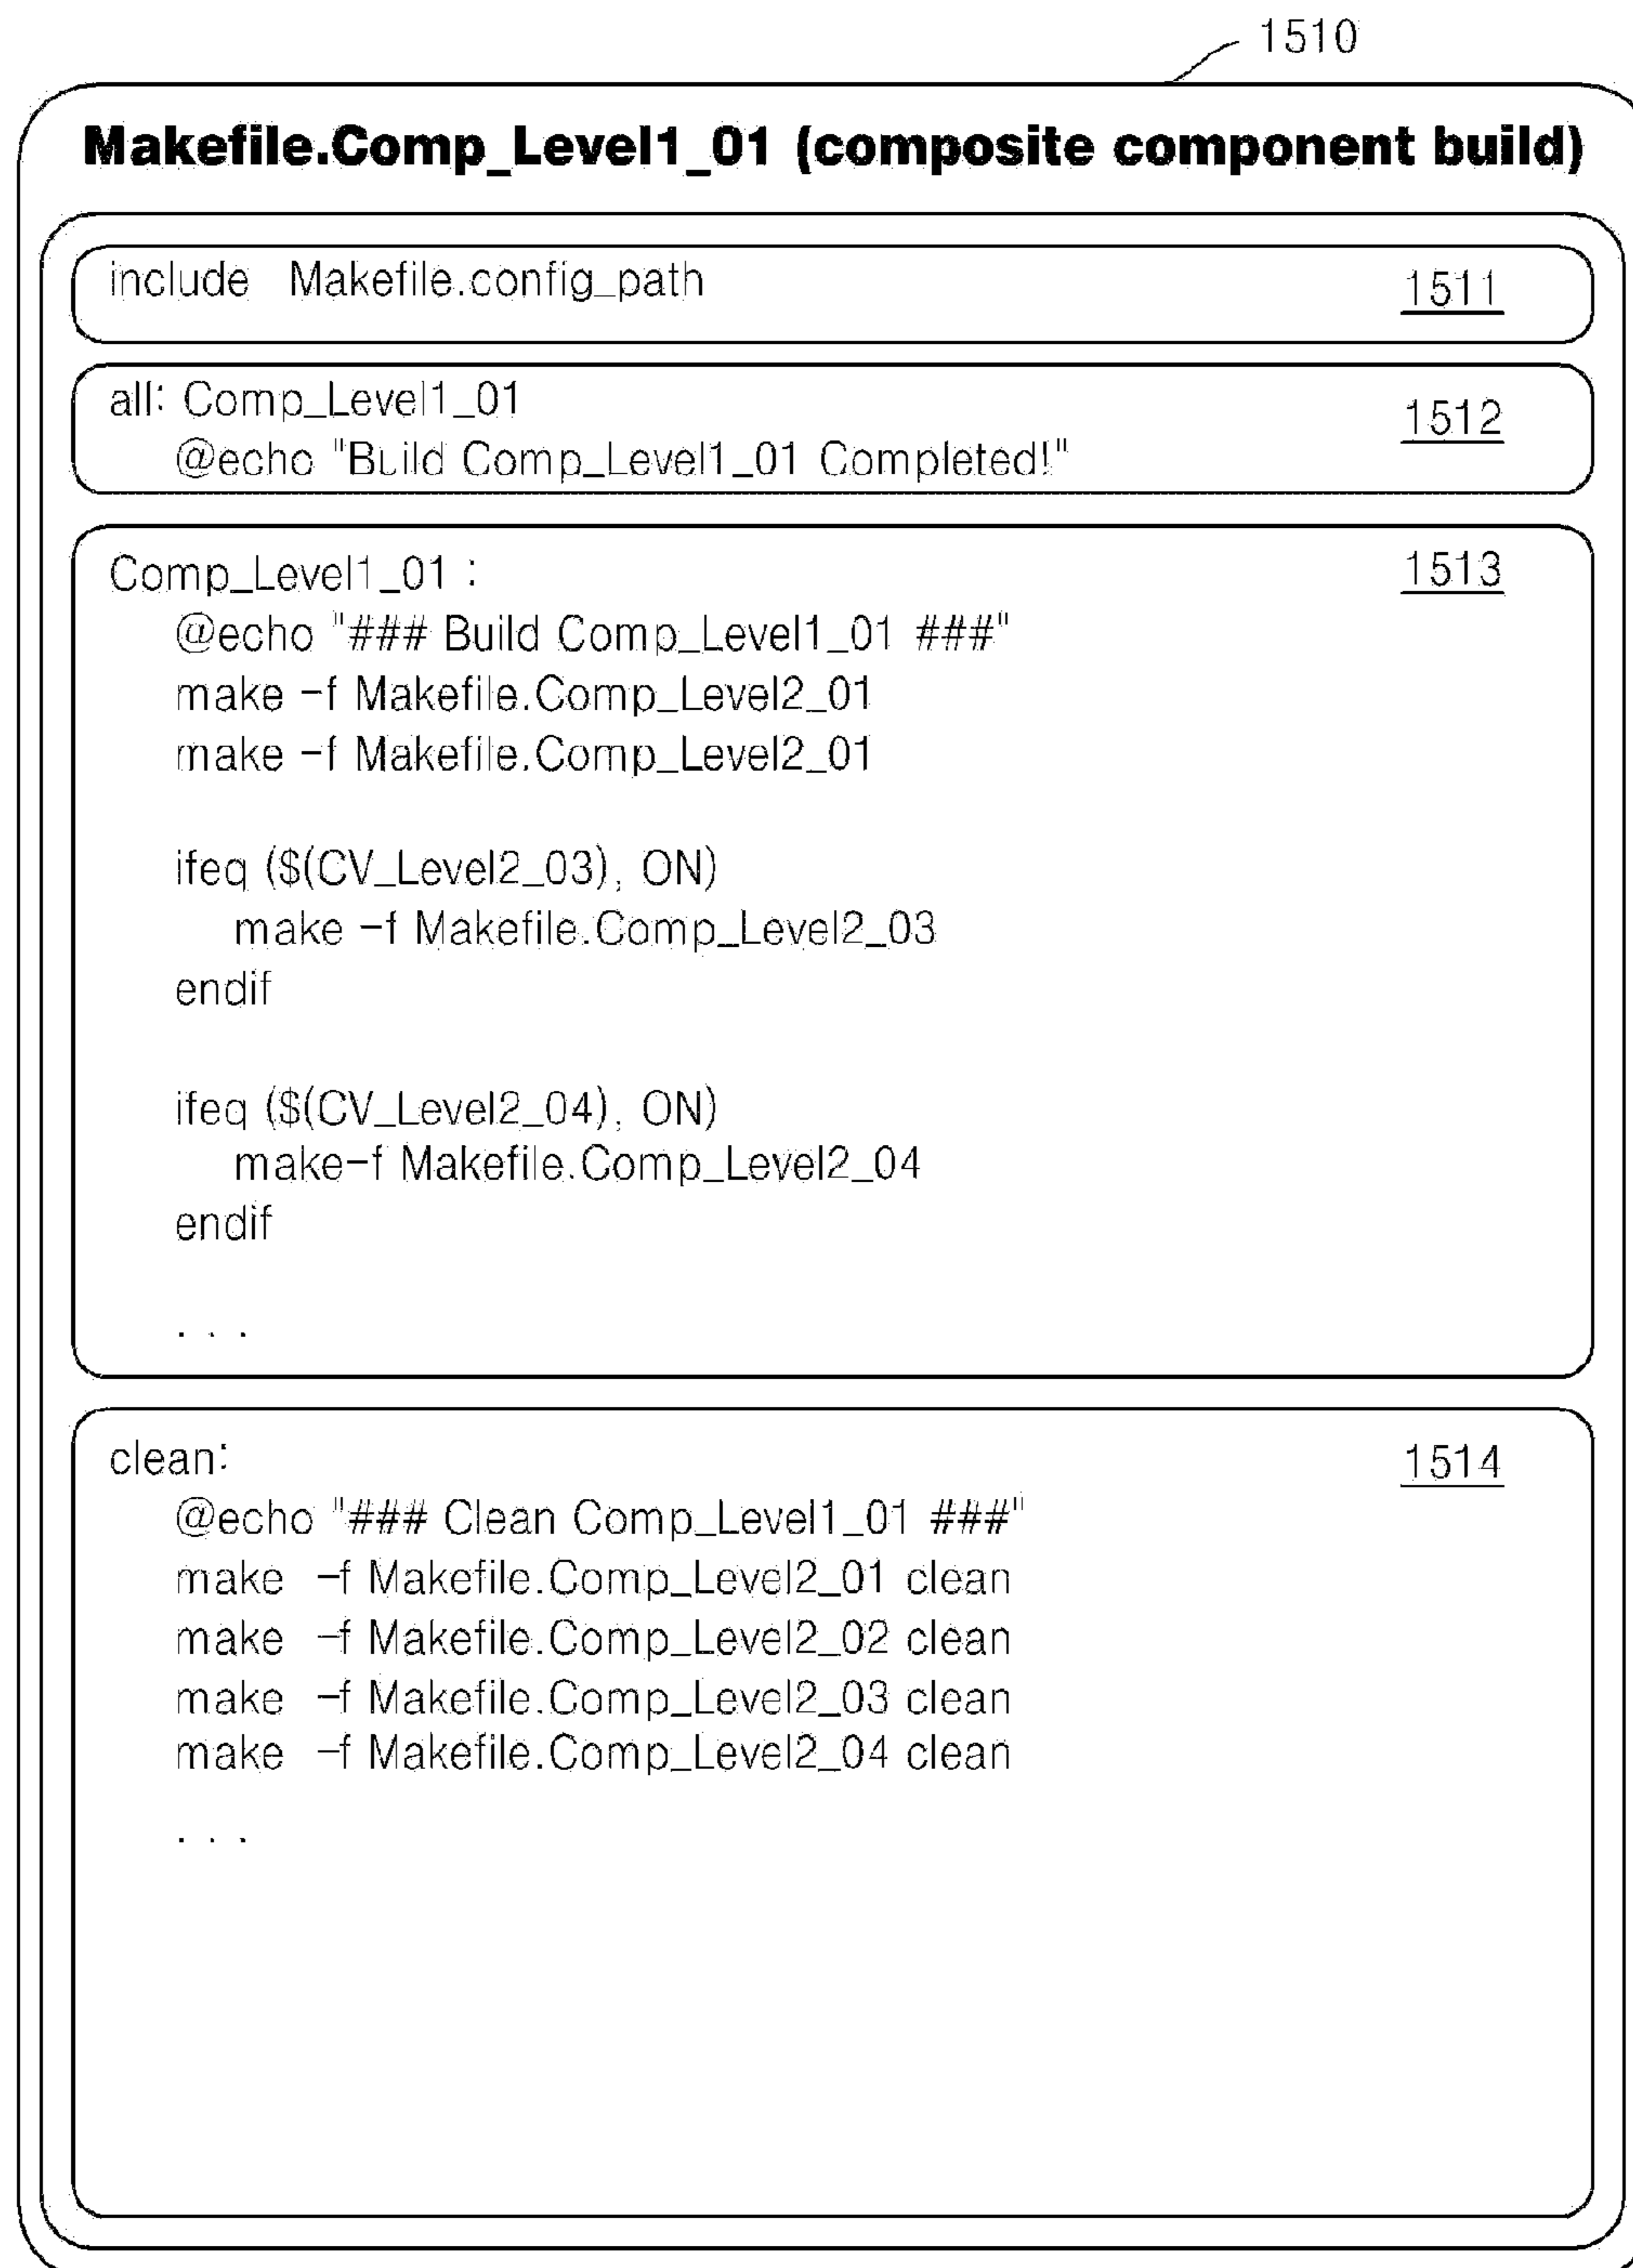 1510
Makefile.Comp_Level1_01 (composite component build)
include Makefile.config_path 1511
all: Comp_Level1_01 1512
@echo "Build Comp_Level1_01 Completed!"
Comp_Level1_01 : 1513
@echo "### Build Comp_Level1_01 ###"
make -f Makefile.Comp_Level2_01
make -f Makefile.Comp_Level2_01
ifeq ($(CV_Level2_03), ON)
make -f Makefile.Comp_Level2_03
endif
ifeq ($(CV_Level2_04), ON)
make-f Makefile.Comp_Level2_04
endif
. . .
clean: 1514
@echo "### Clean Comp_Level1_01 ###"
make -f Makefile.Comp_Level2_01 clean
make -f Makefile.Comp_Level2_02 clean
make -f Makefile.Comp_Level2_03 clean
make -f Makefile.Comp_Level2_04 clean
. . .